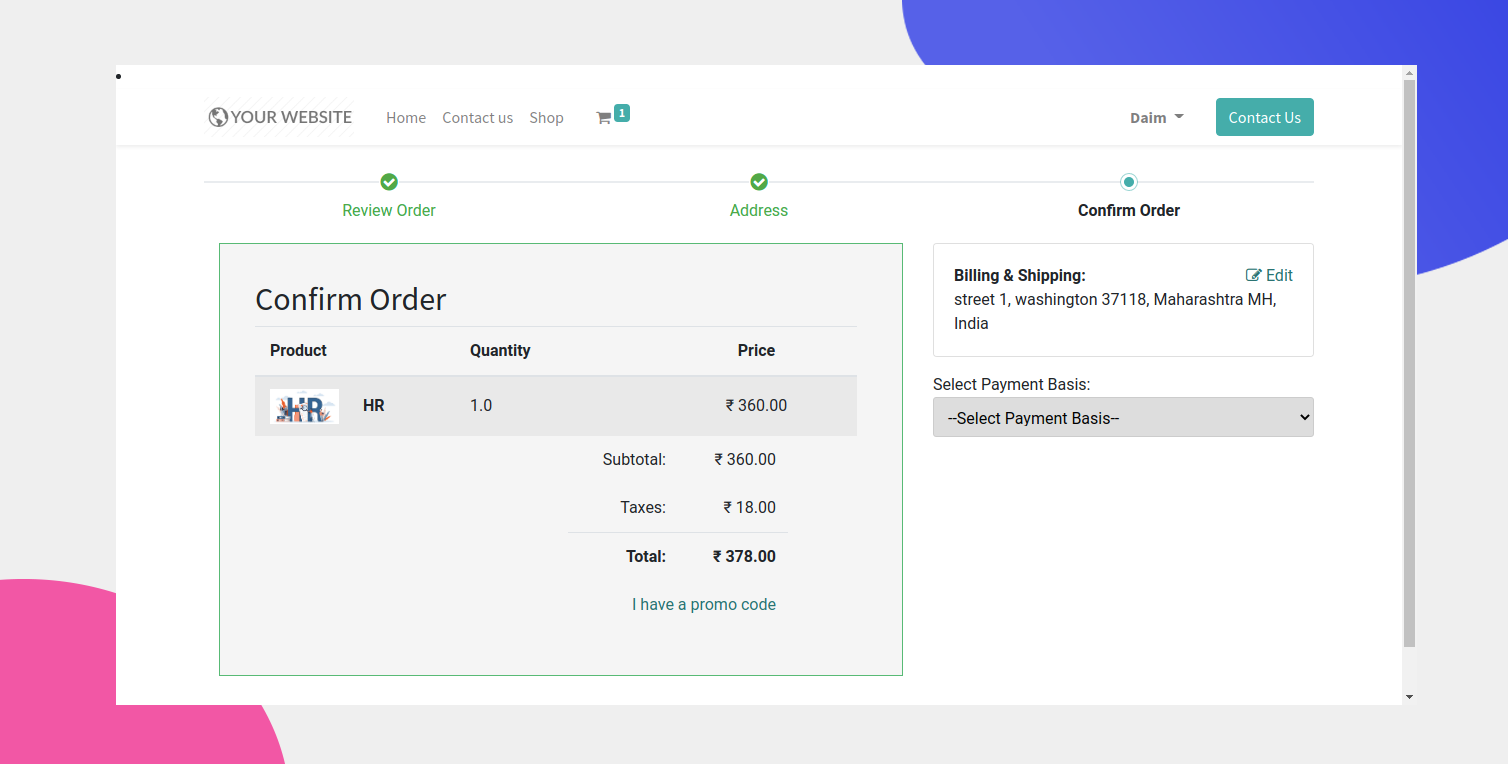 YOUR WEBSITE Home Contact us Shop 1 Daim Contact Us
Review Order Address Confirm Order
Confirm Order
Product Quantity Price
HR HR 1.0 ₹ 360.00
Subtotal: ₹ 360.00
Taxes: ₹ 18.00
Total: ₹ 378.00
I have a promo code
Billing & Shipping: Edit
street 1, washington 37118, Maharashtra MH,
India
Select Payment Basis:
--Select Payment Basis--